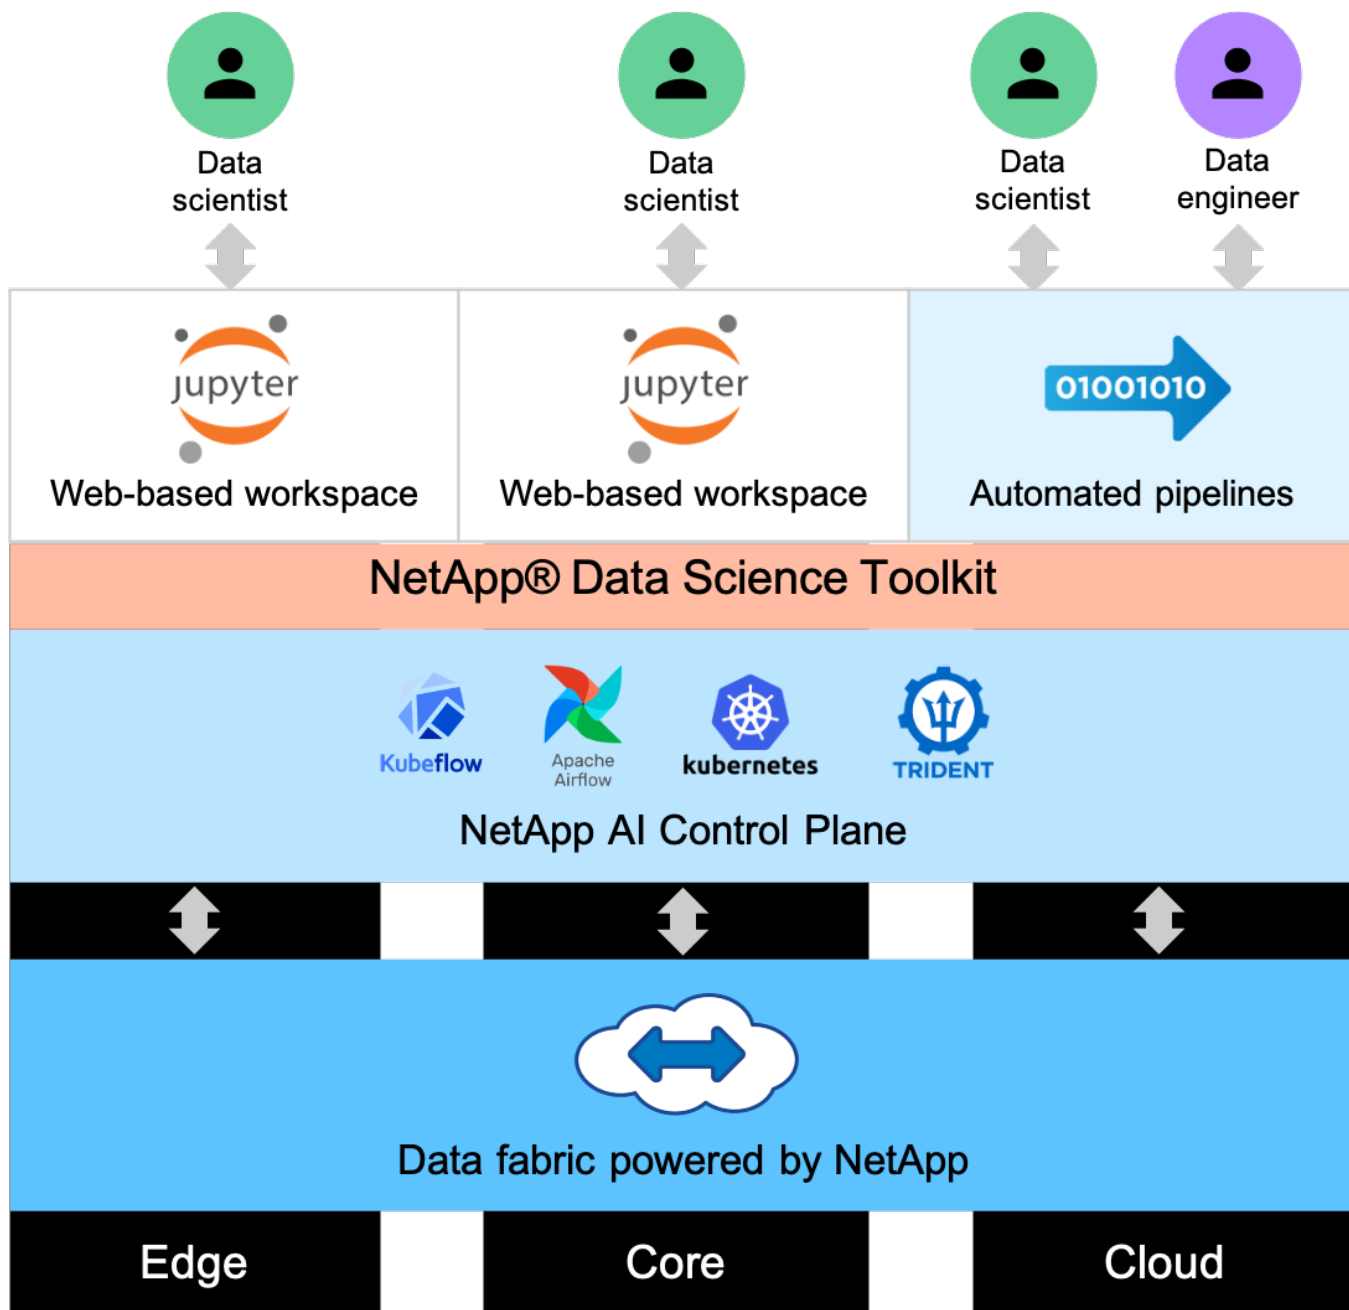 Data
scientist
Data
scientist
Data
scientist
Data
engineer
jupyter
jupyter
01001010
Web-based workspace
Web-based workspace
Automated pipelines
NetApp® Data Science Toolkit
Kubeflow
Apache
Airflow
kubernetes
TRIDENT
NetApp AI Control Plane
Data fabric powered by NetApp
Edge
Core
Cloud